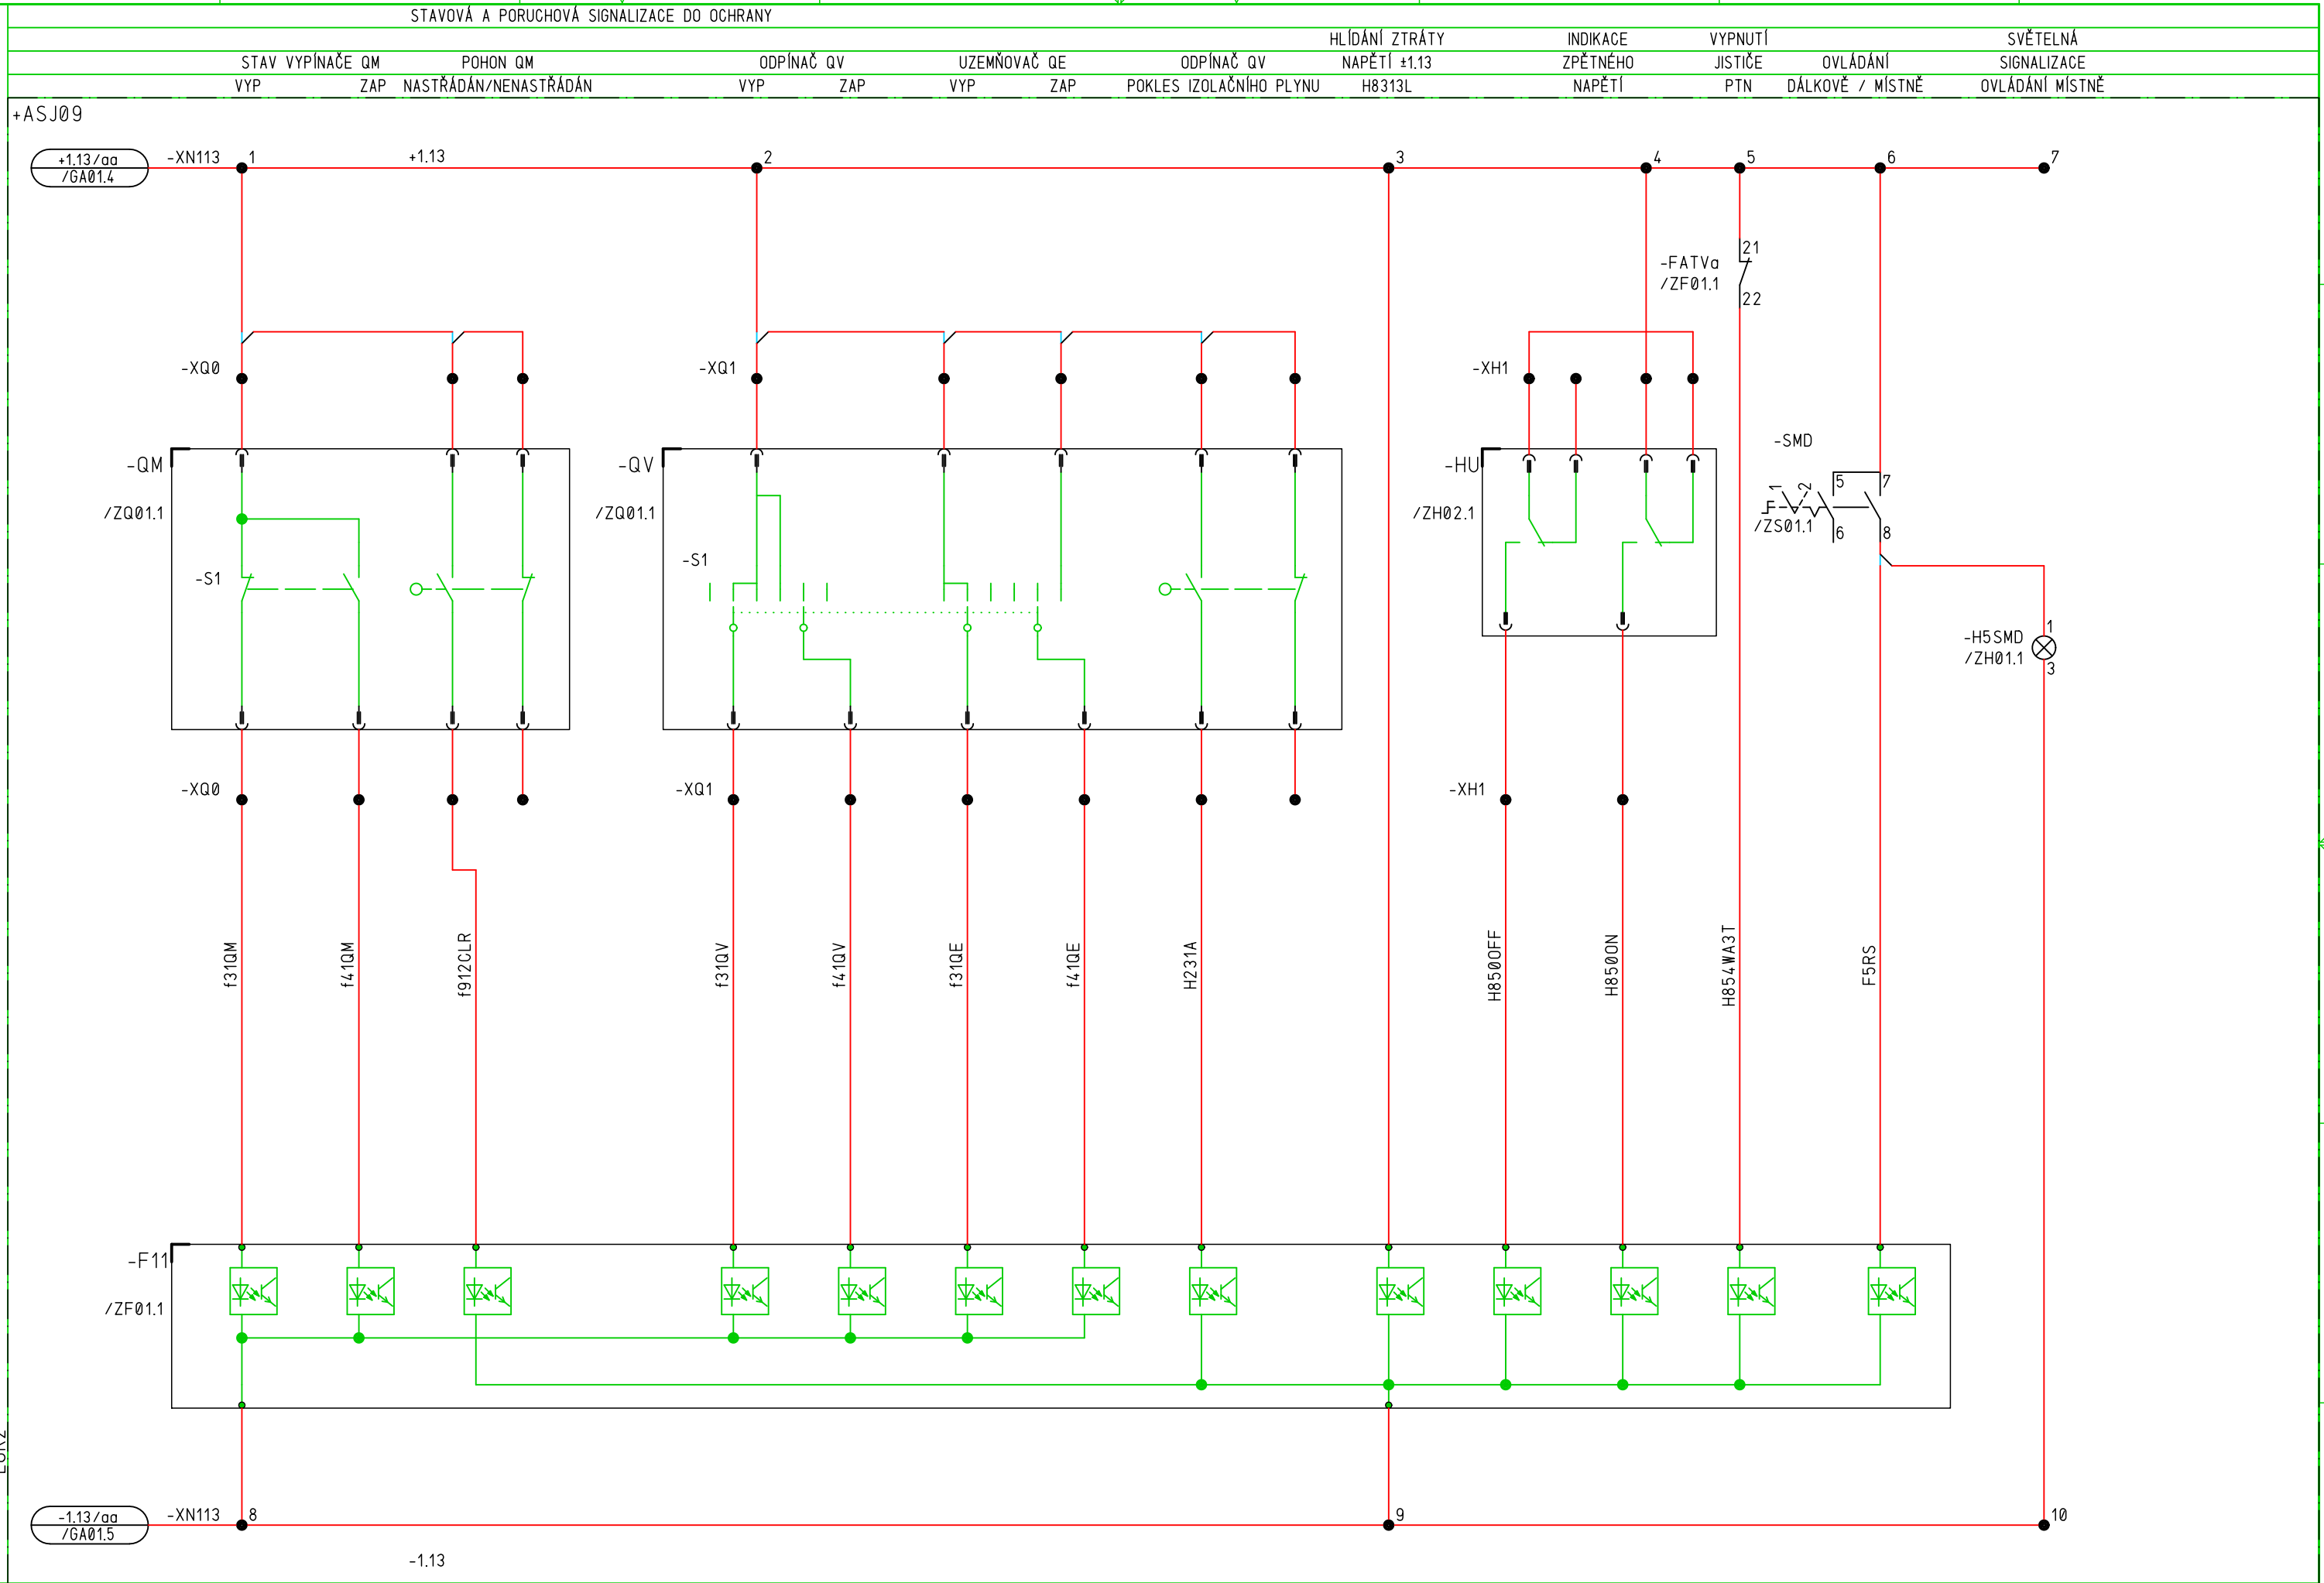 STAVOVÁ A PORUCHOVÁ SIGNALIZACE DO OCHRANY
HLÍDÁNÍ ZTRÁTY INDIKACE VYPNUTÍ SVĚTELNÁ
STAV VYPÍNAČE QM POHON QM ODPÍNAČ QV UZEMŇOVAČ QE ODPÍNAČ QV NAPĚTÍ ±1.13 ZPĚTNÉHO JISTIČE OVLÁDÁNÍ SIGNALIZACE
VYP ZAP NASTŘÁDÁN/NENASTŘÁDÁN VYP ZAP VYP ZAP POKLES IZOLAČNÍHO PLYNU H8313L NAPĚTÍ PTN DÁLKOVĚ / MÍSTNĚ OVLÁDÁNÍ MÍSTNĚ
+ASJ09
+1.13/aa
/GA01.4
-XN113 1 +1.13 2 3 4 5 6 7
21
-FATVa
/ZF01.1
22
-XQ0 -XQ1 -XH1
-SMD
-QM -QV -HU
1 2 5 7
/ZQ01.1 /ZQ01.1 /ZH02.1
/ZS01.1 6 8
-S1 -S1
1
-H5SMD
/ZH01.1
3
-XQ0 -XQ1 -XH1
f31QM
f41QM
f912CLR
f31QV
f41QV
f31QE
f41QE
H231A
H850OFF
H850ON
H854WA3T
F5RS
-F11
/ZF01.1
-1.13/aa
/GA01.5
-XN113 8 9 10
-1.13